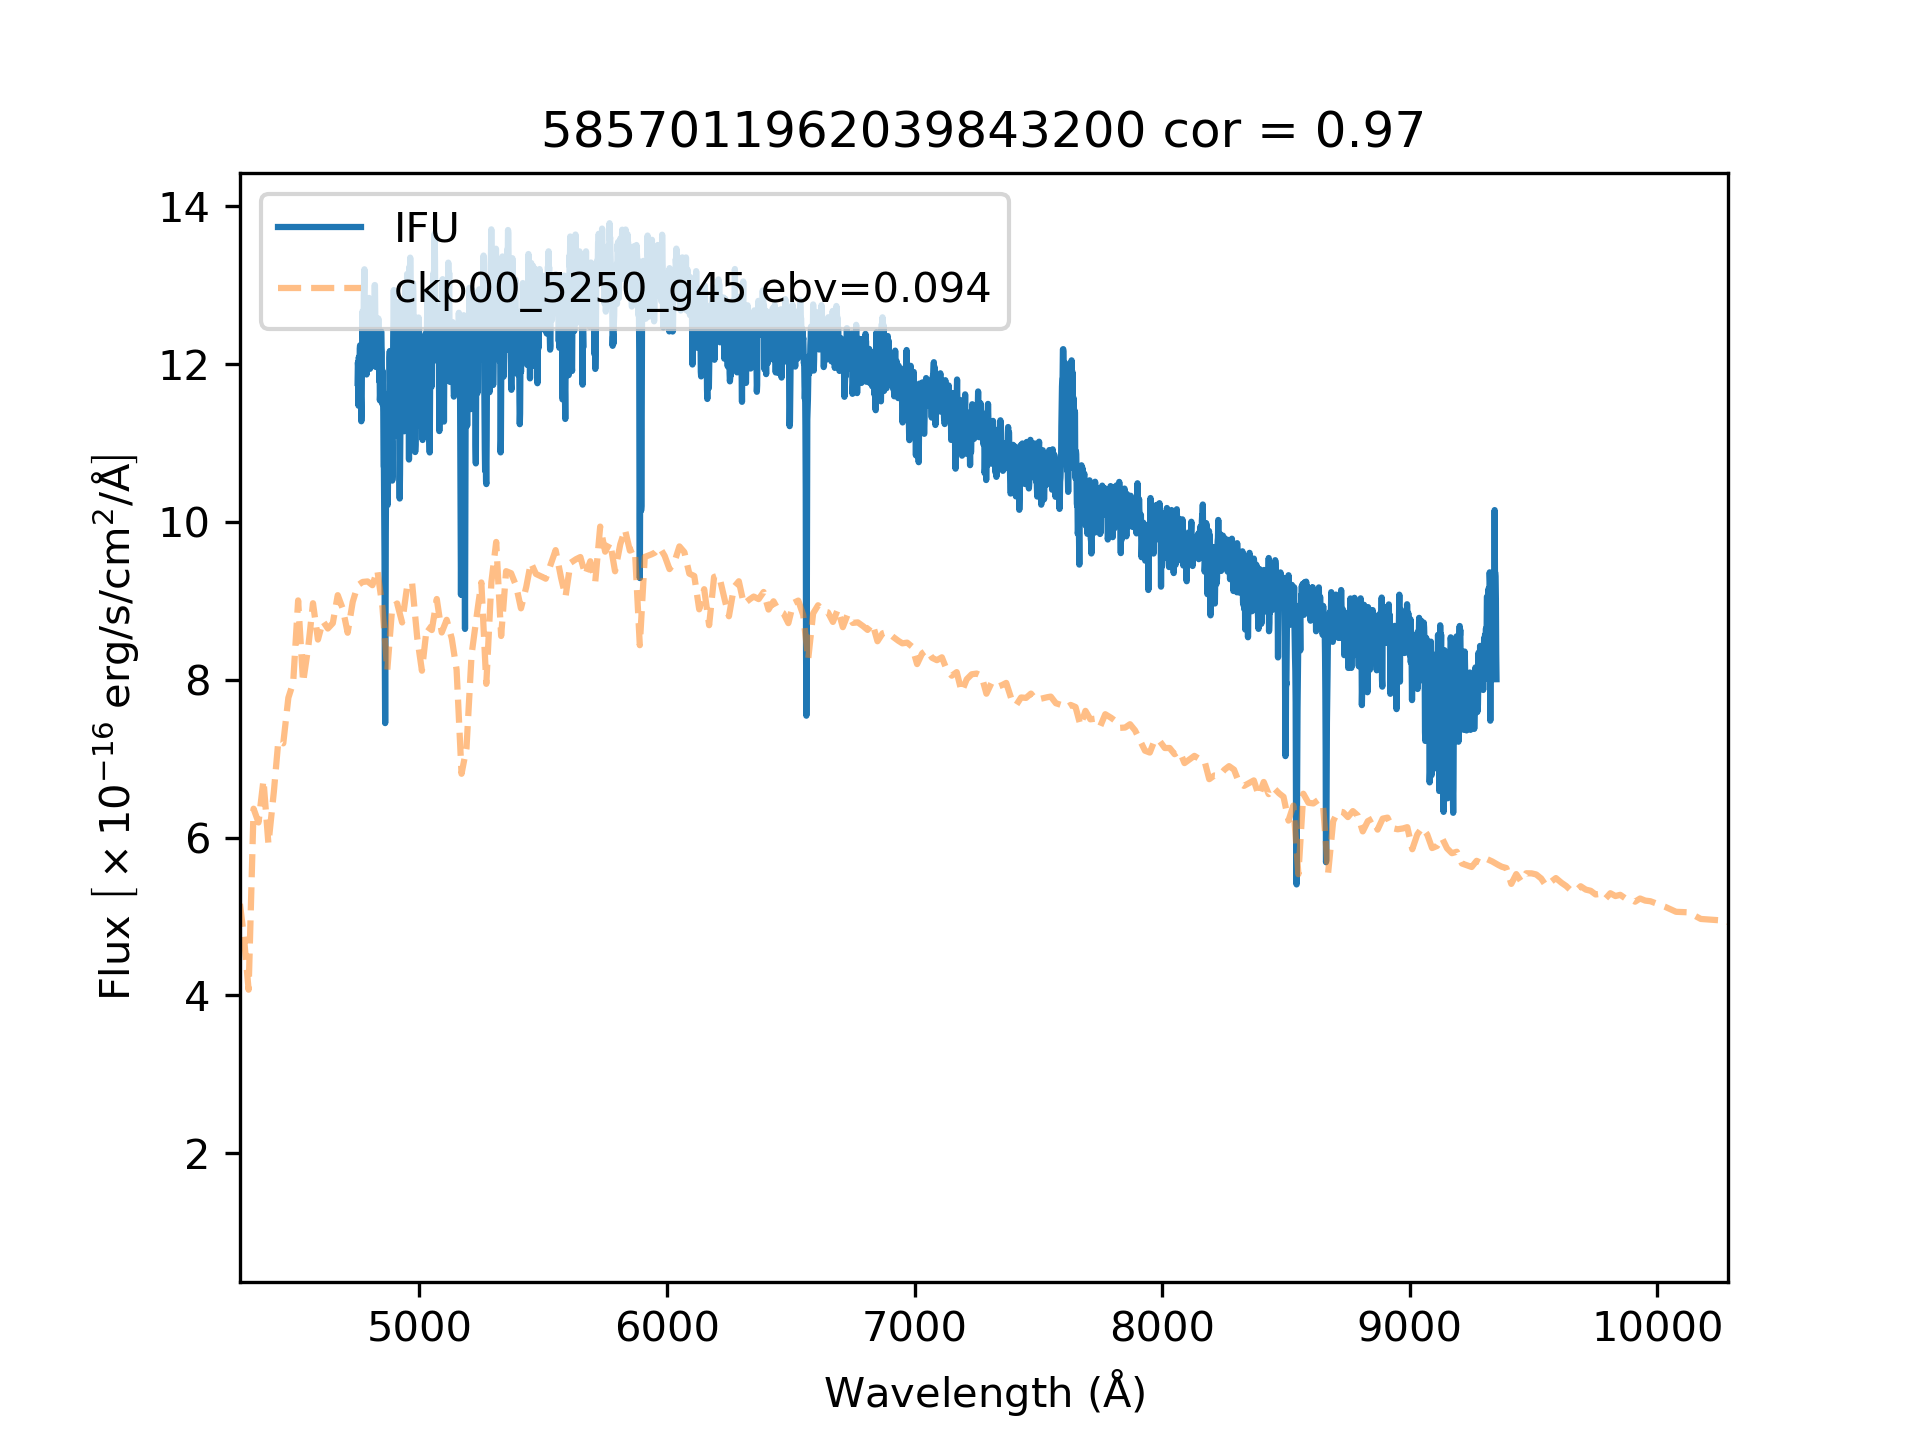 5857011962039843200 cor = 0.97
IFU
ckp00_5250_g45 ebv=0.094
Flux [×10⁻¹⁶ erg/s/cm²/Å]
14
12
10
8
6
4
2
5000 6000 7000 8000 9000 10000
Wavelength (Å)